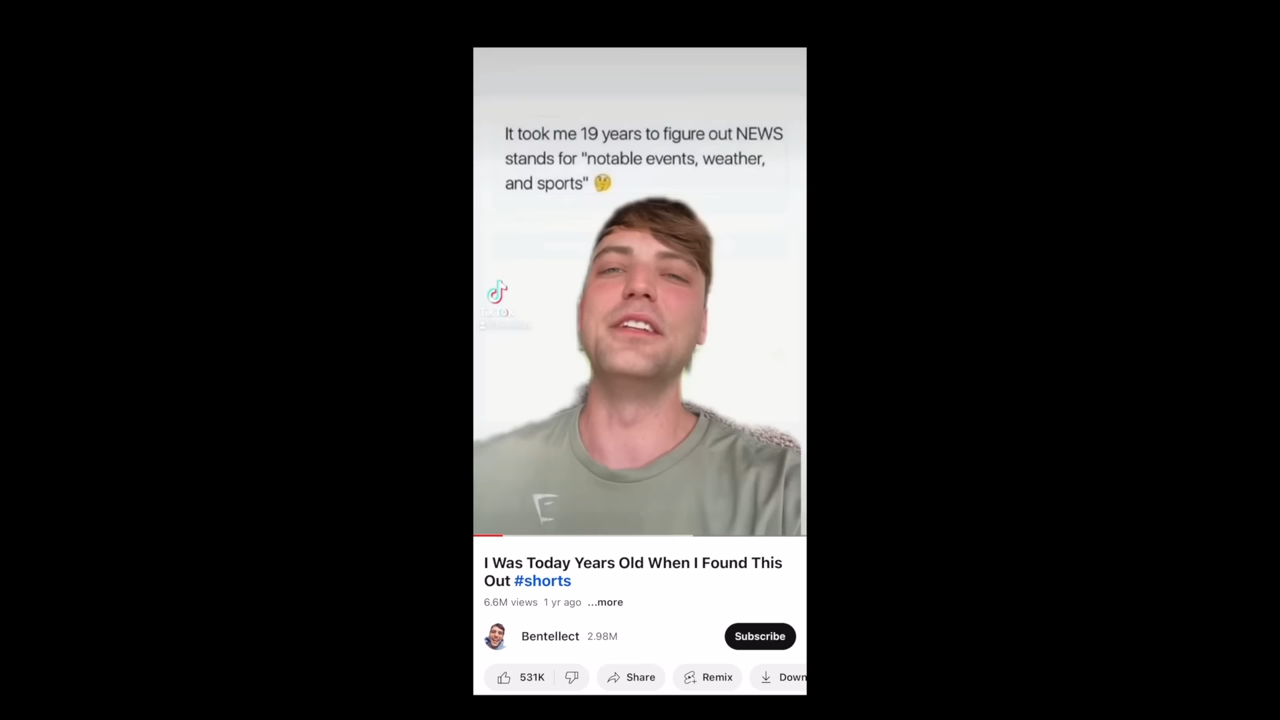 It took me 19 years to figure out NEWS
stands for "notable events, weather,
and sports" 🤔
I Was Today Years Old When I Found This
Out #shorts
6.6M views 1 yr ago ...more
Bentellect 2.98M
Subscribe
531K
Share
Remix
Down